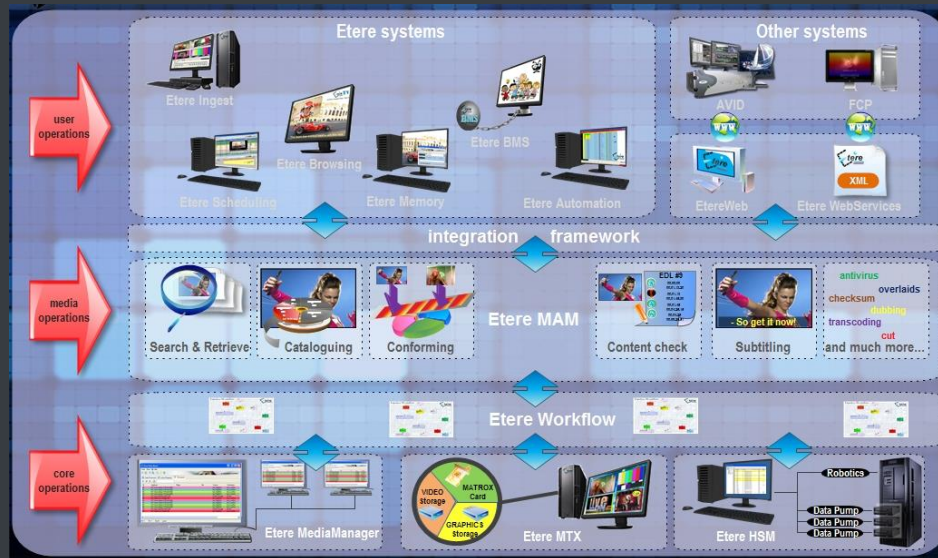 Etere systems
Other systems
Etere Ingest
Etere Browsing
BMS
Etere BMS
AVID
FCP
user
operations
Etere Scheduling
Etere Memory
Etere Automation
Etere
XML
EtereWeb
Etere WebServices
integration framework
media
operations
Search & Retrieve
Cataloguing
Conforming
Etere MAM
EDL #3
Content check
- So get it now!
Subtitling
antivirus
overlaids
checksum
dubbing
transcoding
cut
and much more...
Etere Workflow
core
operations
Etere MediaManager
VIDEO
Storage
MATROX
Card
GRAPHICS
Storage
Etere MTX
Etere HSM
Robotics
Data Pump
Data Pump
Data Pump